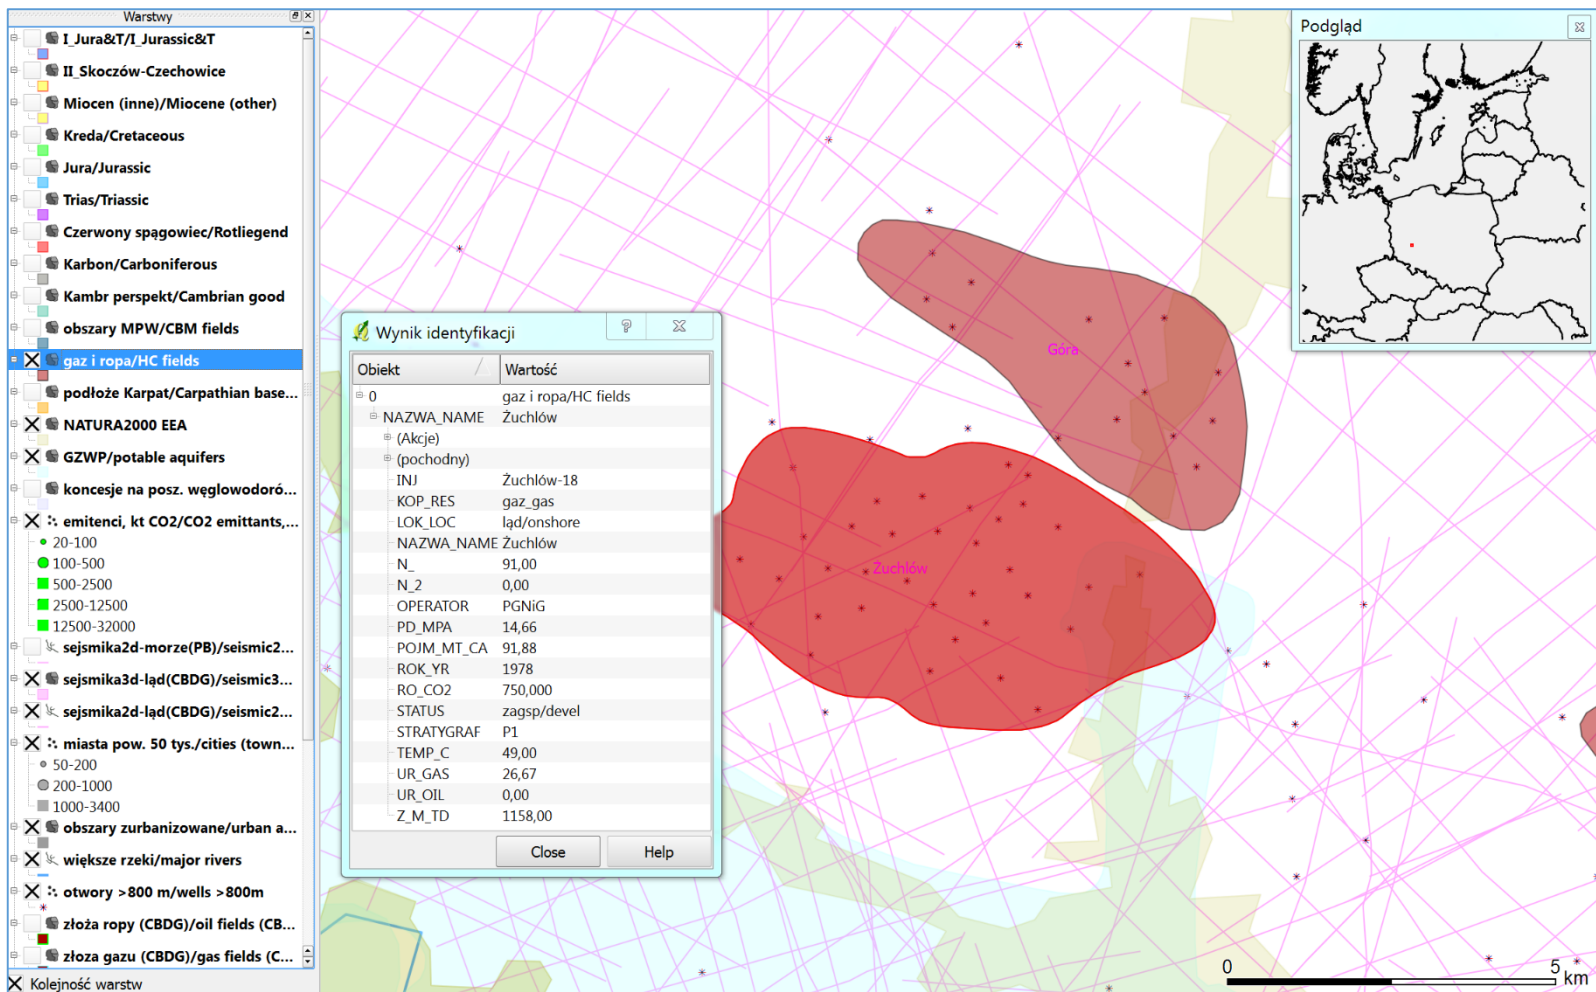 Warstwy
I_Jura&T/I_Jurassic&T
II_Skoczów-Czechowice
Miocen (inne)/Miocene (other)
Kreda/Cretaceous
Jura/Jurassic
Trias/Triassic
Czerwony spągowiec/Rotliegend
Karbon/Carboniferous
Kambr perspekt/Cambrian good
obszary MPW/CBM fields
gaz i ropa/HC fields
podłoże Karpat/Carpathian base...
NATURA2000 EEA
GZWP/potable aquifers
koncesje na posz. węglowodoró...
emitenci, kt CO2/CO2 emittants,...
20-100
100-500
500-2500
2500-12500
12500-32000
sejsmika2d-morze(PB)/seismic2...
sejsmika3d-ląd(CBDG)/seismic3...
sejsmika2d-ląd(CBDG)/seismic2...
miasta pow. 50 tys./cities (town...
50-200
200-1000
1000-3400
obszary zurbanizowane/urban a...
większe rzeki/major rivers
otwory >800 m/wells >800m
złoża ropy (CBDG)/oil fields (CB...
złoza gazu (CBDG)/gas fields (C...
Kolejność warstw
Wynik identyfikacji
Obiekt Wartość
0 gaz i ropa/HC fields
NAZWA_NAME Żuchlów
(Akcje)
(pochodny)
INJ Żuchlów-18
KOP_RES gaz_gas
LOK_LOC ląd/onshore
NAZWA_NAME Żuchlów
N_ 91,00
N_2 0,00
OPERATOR PGNiG
PD_MPA 14,66
POJM_MT_CA 91,88
ROK_YR 1978
RO_CO2 750,000
STATUS zagsp/devel
STRATYGRAF P1
TEMP_C 49,00
UR_GAS 26,67
UR_OIL 0,00
Z_M_TD 1158,00
Close Help
Góra
Żuchlów
Podgląd
0 5 km